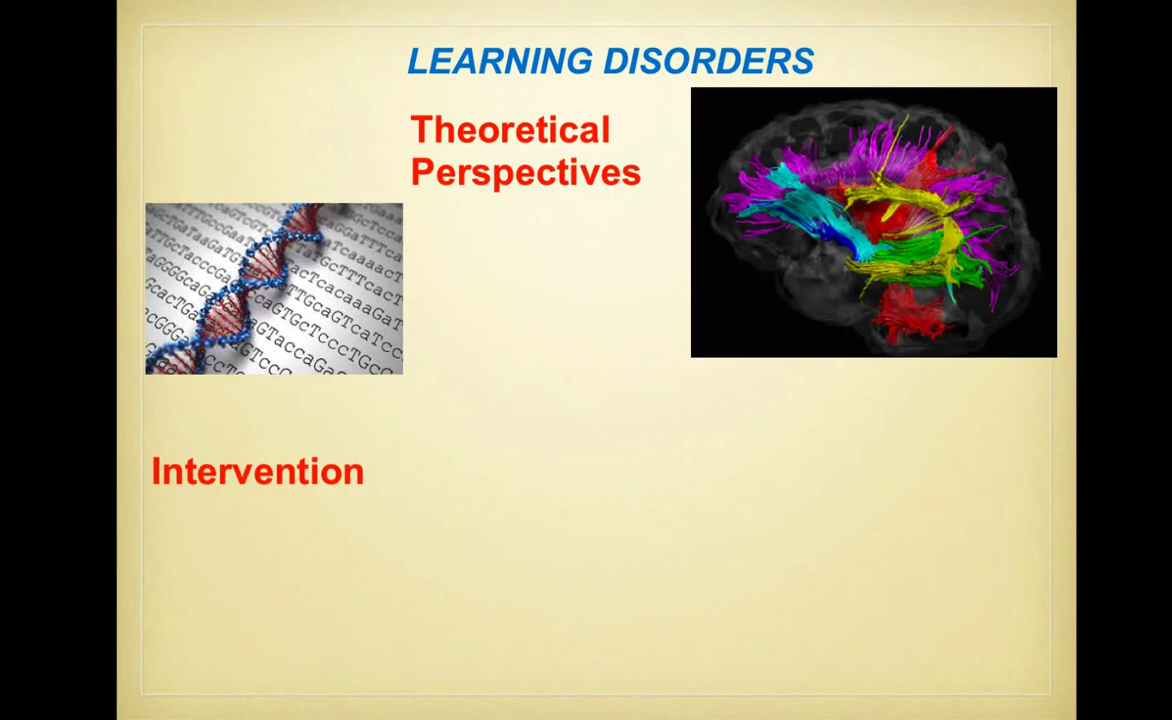 LEARNING DISORDERS
Theoretical
Perspectives
Intervention